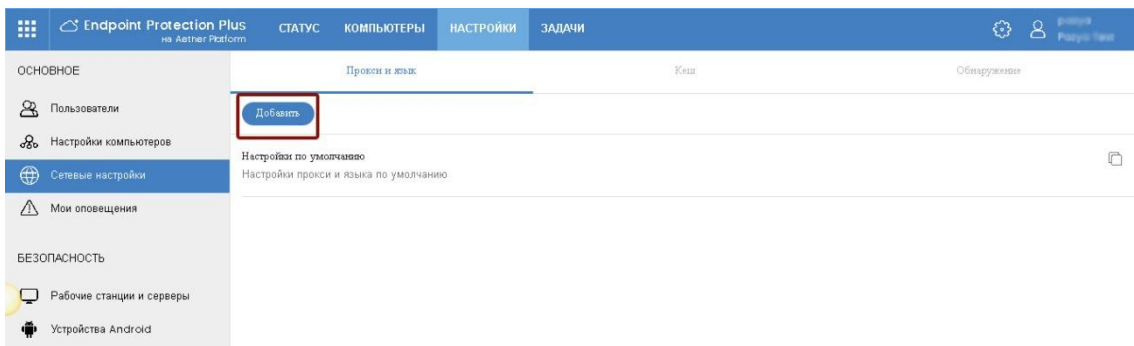 Endpoint Protection Plus
на Aether Platform
СТАТУС КОМПЬЮТЕРЫ НАСТРОЙКИ ЗАДАЧИ
ОСНОВНОЕ
Пользователи
Настройки компьютеров
Сетевые настройки
Мои оповещения
БЕЗОПАСНОСТЬ
Рабочие станции и серверы
Устройства Android
Прокси и язык Кеш Обнаружение
Добавить
Настройки по умолчанию
Настройки прокси и языка по умолчанию